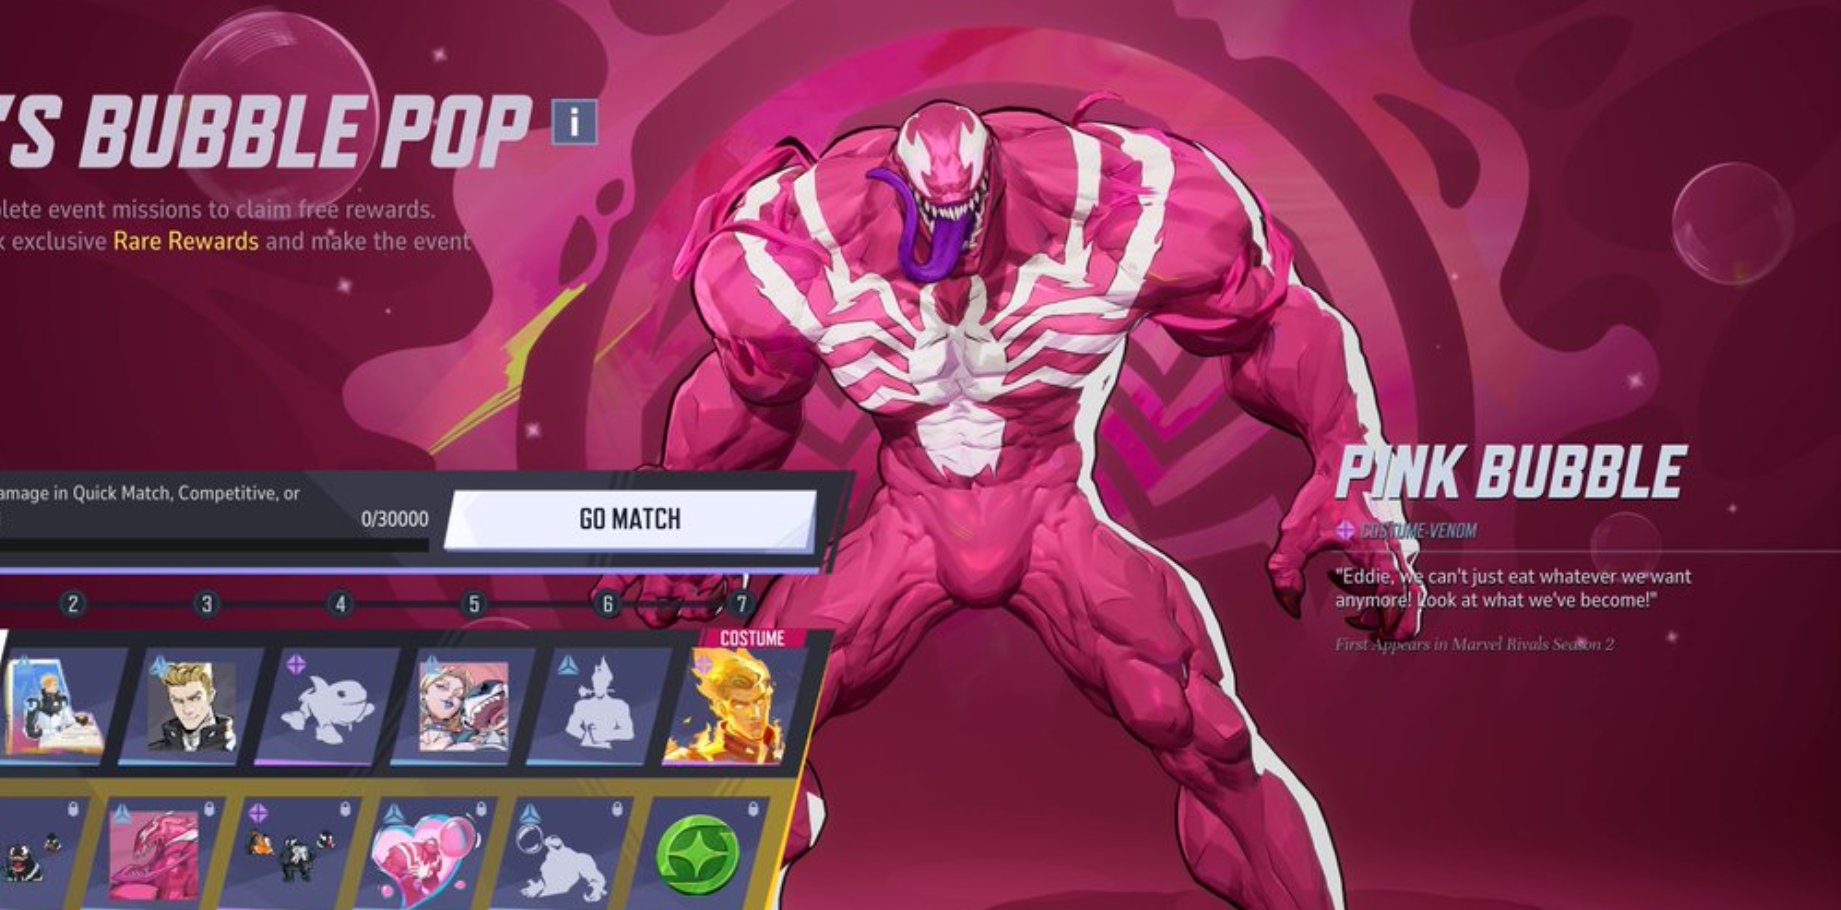 'S BUBBLE POP i
lete event missions to claim free rewards.
exclusive Rare Rewards and make the event
amage in Quick Match, Competitive, or
0/30000
GO MATCH
2 3 4 5 6 7
COSTUME
PINK BUBBLE
COSTUME-VENOM
"Eddie, we can't just eat whatever we want
anymore! Look at what we've become!"
First Appears in Marvel Rivals Season 2